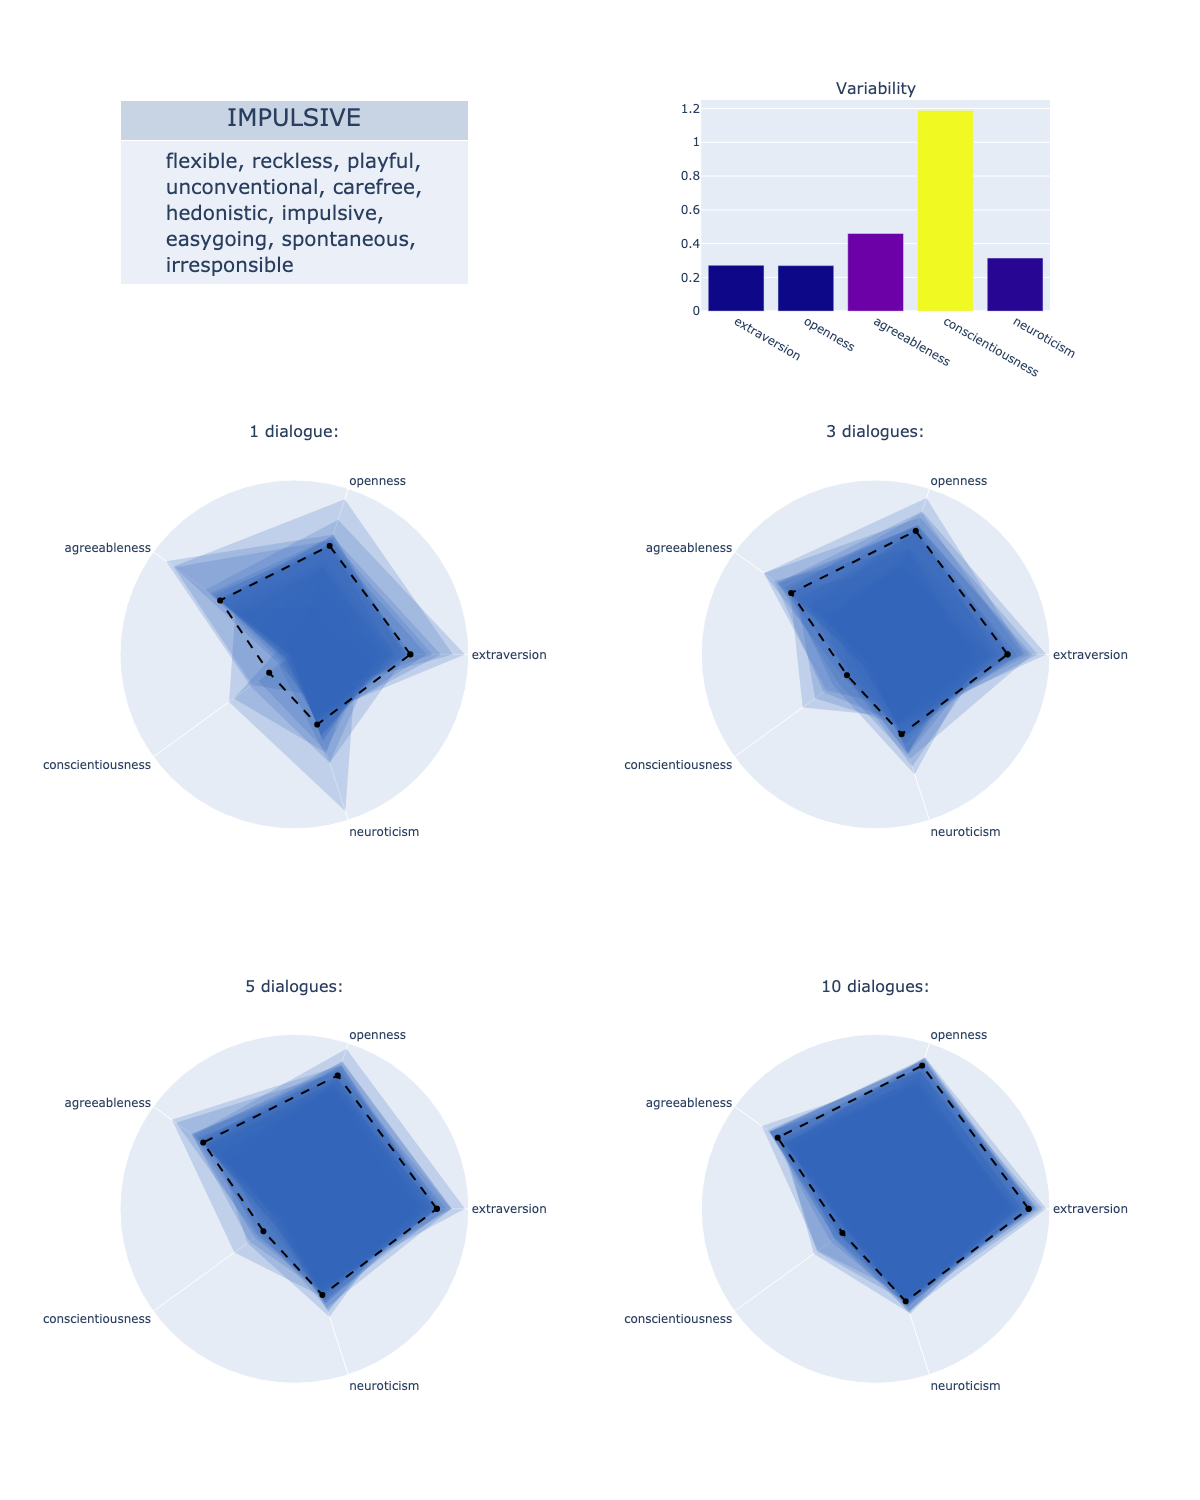 IMPULSIVE
flexible, reckless, playful,
unconventional, carefree,
hedonistic, impulsive,
easygoing, spontaneous,
irresponsible
Variability
1.2
1
0.8
0.6
0.4
0.2
0
extraversion
openness
agreeableness
conscientiousness
neuroticism
1 dialogue:
openness
agreeableness
extraversion
conscientiousness
neuroticism
3 dialogues:
openness
agreeableness
extraversion
conscientiousness
neuroticism
5 dialogues:
openness
agreeableness
extraversion
conscientiousness
neuroticism
10 dialogues:
openness
agreeableness
extraversion
conscientiousness
neuroticism